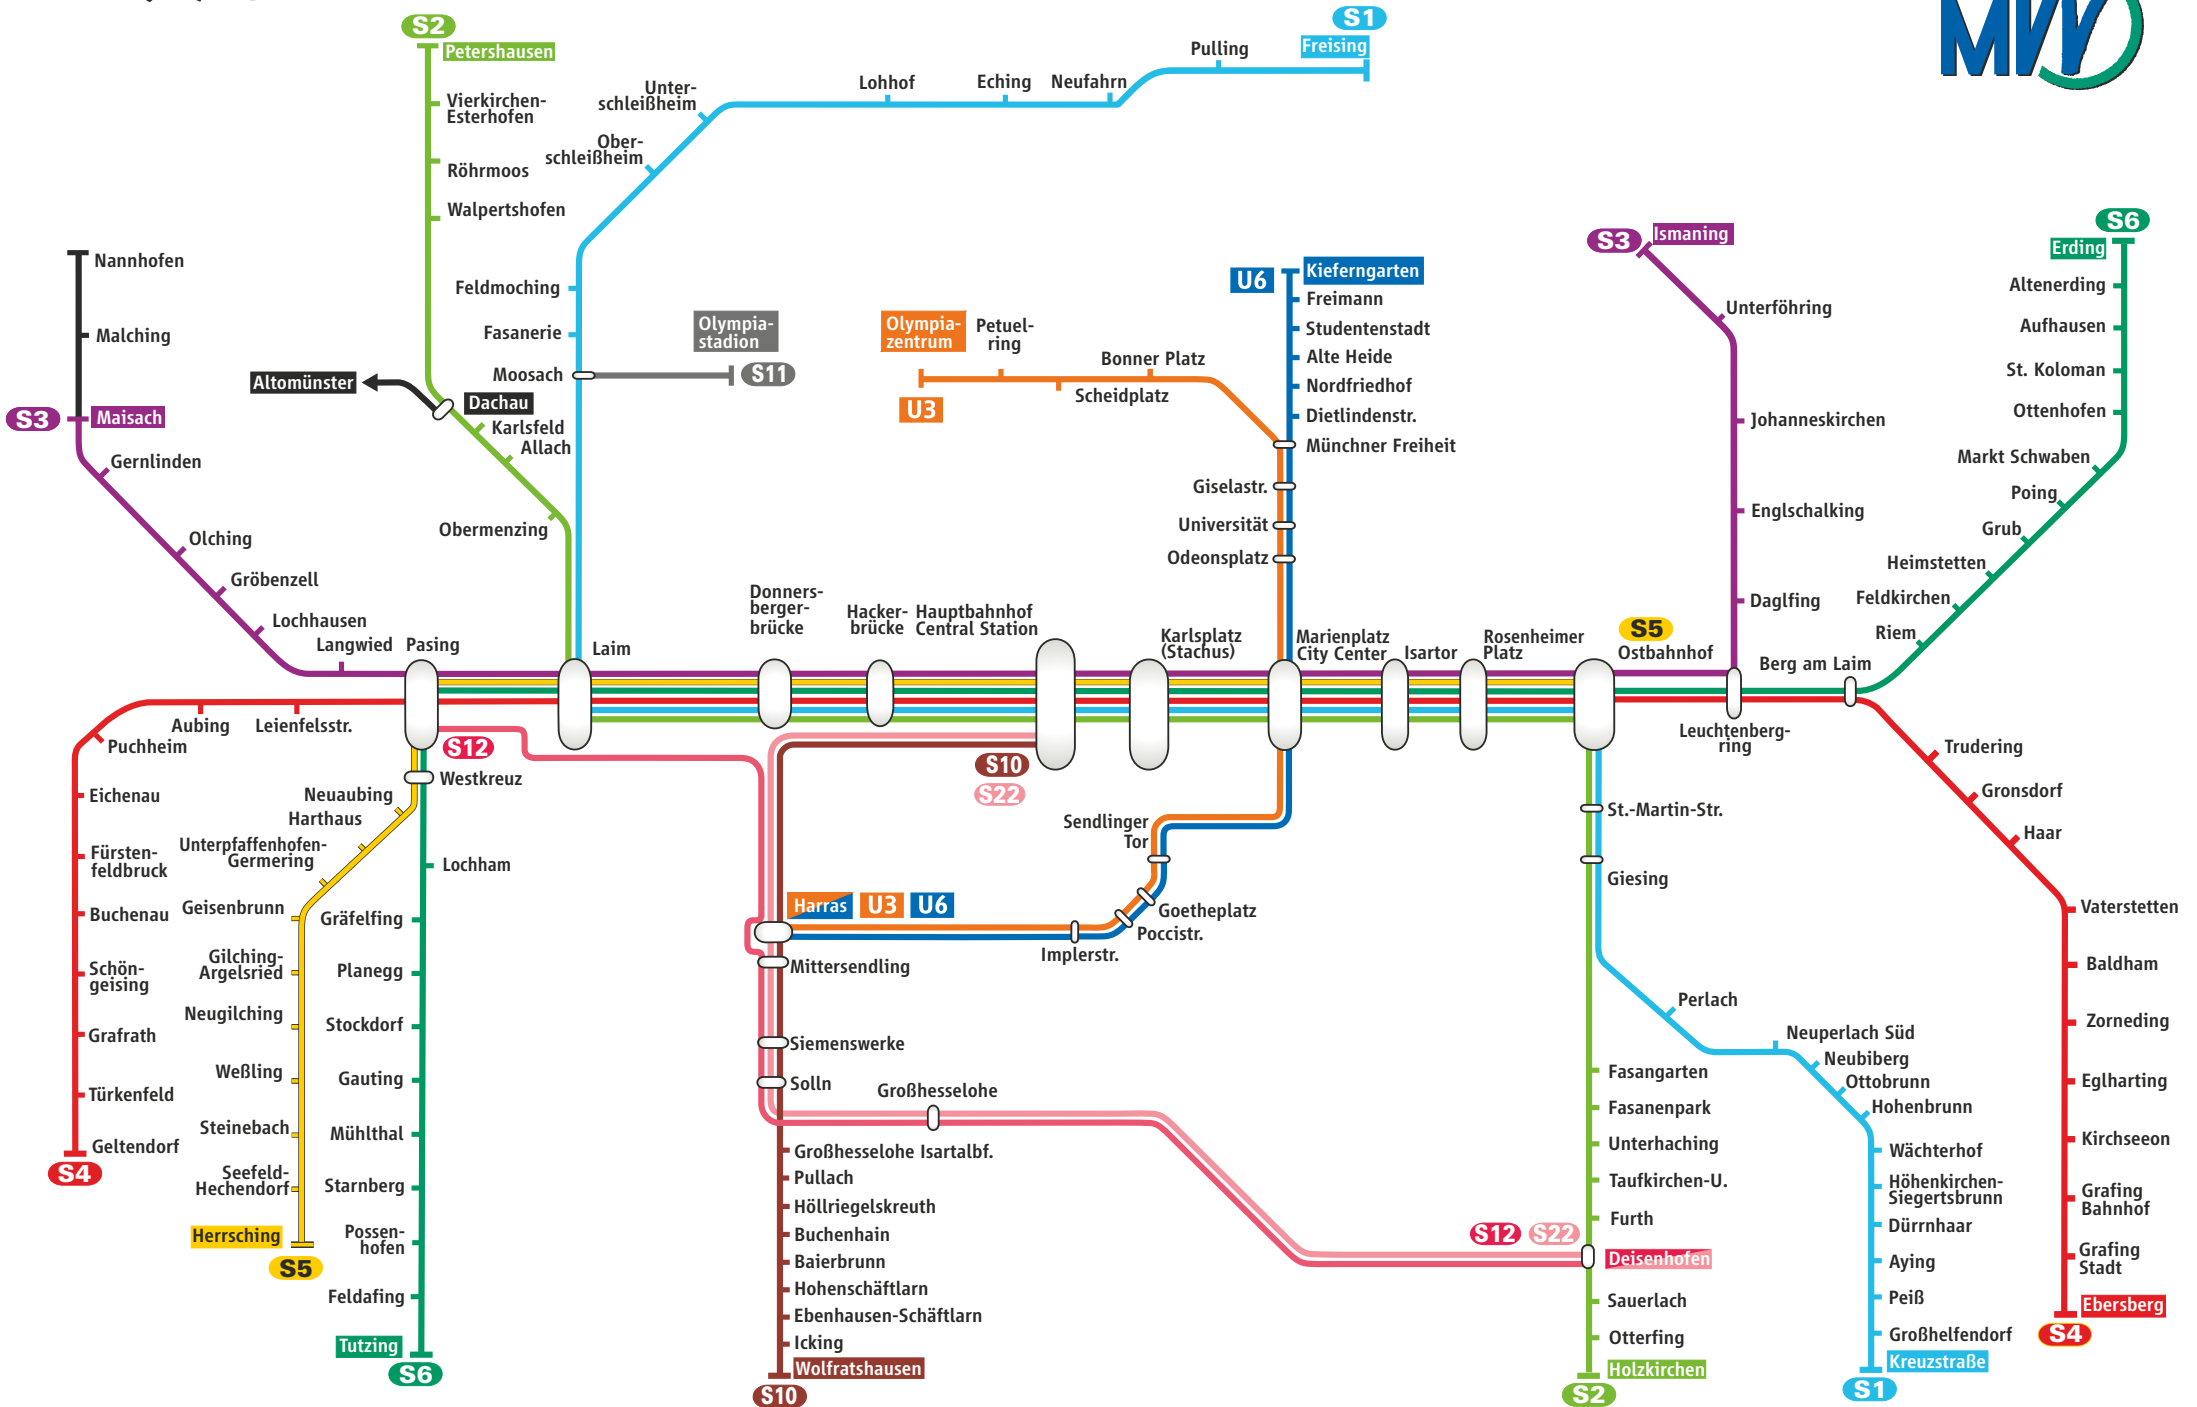 S2
Petershausen
Vierkirchen-
Esterhofen
Röhrmoos
Walpertshofen
S1
Freising
Pulling
Neufahrn
Eching
Lohhof
Unter-
schleißheim
Ober-
schleißheim
Feldmoching
Fasanerie
Moosach
MVV
Nannhofen
Malching
S3
Maisach
Gernlinden
Olching
Gröbenzell
Lochhausen
Langwied
Altomünster
Dachau
Karlsfeld
Allach
Obermenzing
Olympia-
stadion
S11
Olympia-
zentrum
U3
Petuel-
ring
Scheidplatz
Bonner Platz
U6
Kieferngarten
Freimann
Studentenstadt
Alte Heide
Nordfriedhof
Dietlindenstr.
Münchner Freiheit
Giselastr.
Universität
Odeonsplatz
S3
Ismaning
Unterföhring
Johanneskirchen
Englschalking
Daglfing
S6
Erding
Altenerding
Aufhausen
St. Koloman
Ottenhofen
Markt Schwaben
Poing
Grub
Heimstetten
Feldkirchen
Riem
Berg am Laim
Pasing
Laim
Donners-
berger-
brücke
Hacker-
brücke
Hauptbahnhof
Central Station
Karlsplatz
(Stachus)
Marienplatz
City Center
Isartor
Rosenheimer
Platz
S5
Ostbahnhof
Leuchtenberg-
ring
Aubing
Leienfelsstr.
Puchheim
Eichenau
Fürsten-
feldbruck
Buchenau
Schön-
geising
Grafrath
Türkenfeld
Geltendorf
S4
S12
Westkreuz
Neuaubing
Harthaus
Unterpfaffenhofen-
Germering
Geisenbrunn
Gilching-
Argelsried
Neugilching
Weßling
Steinebach
Seefeld-
Hechendorf
Herrsching
S5
Lochham
Gräfelfing
Planegg
Stockdorf
Gauting
Mühlthal
Starnberg
Possen-
hofen
Feldafing
Tutzing
S6
S10
S22
Sendlinger
Tor
Goetheplatz
Poccistr.
Implerstr.
Harras
U3
U6
Mittersendling
Siemenswerke
Solln
Großhesselohe
Großhesselohe Isartalbf.
Pullach
Höllriegelskreuth
Buchenhain
Baierbrunn
Hohenschäftlarn
Ebenhausen-Schäftlarn
Icking
Wolfratshausen
S10
St.-Martin-Str.
Giesing
Fasangarten
Fasanenpark
Unterhaching
Taufkirchen-U.
Furth
S12
S22
Deisenhofen
Sauerlach
Otterfing
Holzkirchen
S2
Perlach
Neuperlach Süd
Neubiberg
Ottobrunn
Hohenbrunn
Wächterhof
Höhenkirchen-
Siegertsbrunn
Dürrnhaar
Aying
Peiß
Großhelfendorf
Kreuzstraße
S1
Trudering
Gronsdorf
Haar
Vaterstetten
Baldham
Zorneding
Eglharting
Kirchseeon
Grafing
Bahnhof
Grafing
Stadt
Ebersberg
S4